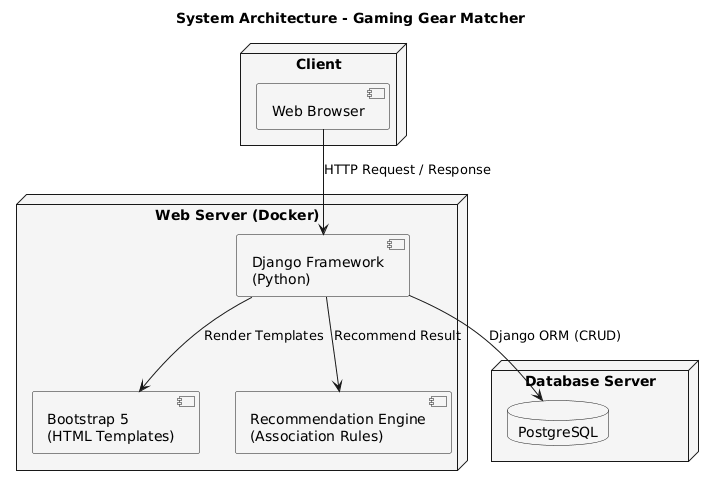 System Architecture - Gaming Gear Matcher
Client
Web Browser
HTTP Request / Response
Web Server (Docker)
Django Framework
(Python)
Render Templates
Recommend Result
Django ORM (CRUD)
Bootstrap 5
(HTML Templates)
Recommendation Engine
(Association Rules)
Database Server
PostgreSQL